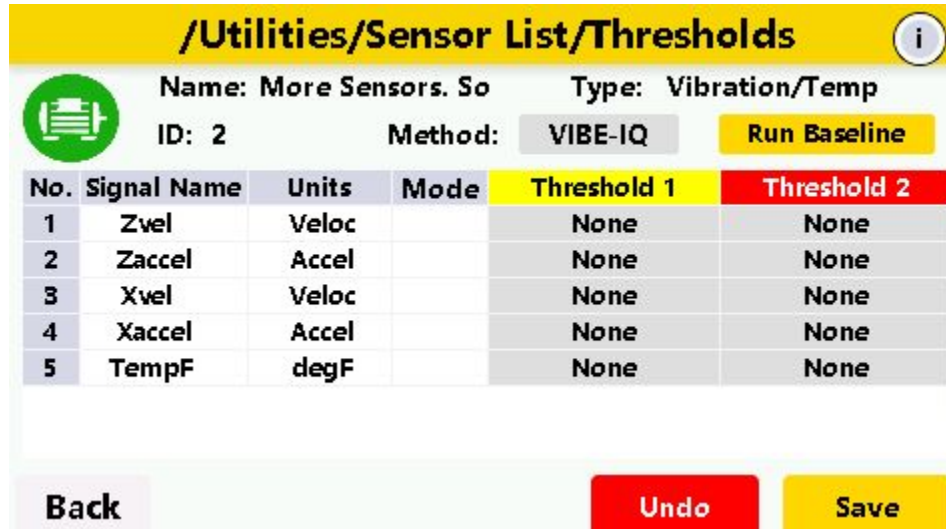 /Utilities/Sensor List/Thresholds i
Name: More Sensors. So Type: Vibration/Temp
ID: 2 Method: VIBE-IQ Run Baseline
No. Signal Name Units Mode Threshold 1 Threshold 2
1 Zvel Veloc None None
2 Zaccel Accel None None
3 Xvel Veloc None None
4 Xaccel Accel None None
5 TempF degF None None
Back Undo Save